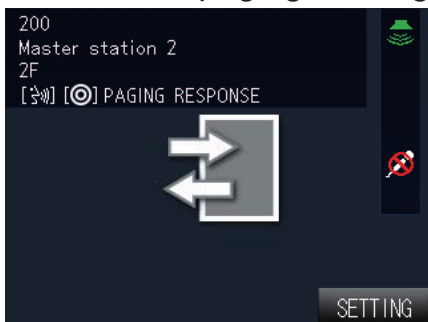 200
Master station 2
2F
[] [◎] PAGING RESPONSE
SETTING